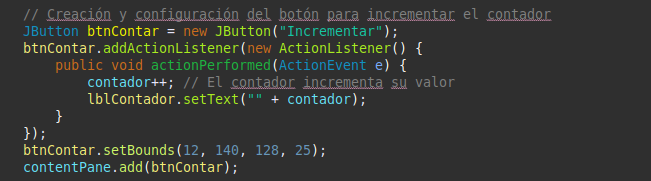 // Creación y configuración del botón para incrementar el contador
JButton btnContar = new JButton("Incrementar");
btnContar.addActionListener(new ActionListener() {
    public void actionPerformed(ActionEvent e) {
        contador++; // El contador incrementa su valor
        lblContador.setText("" + contador);
    }
});
btnContar.setBounds(12, 140, 128, 25);
contentPane.add(btnContar);